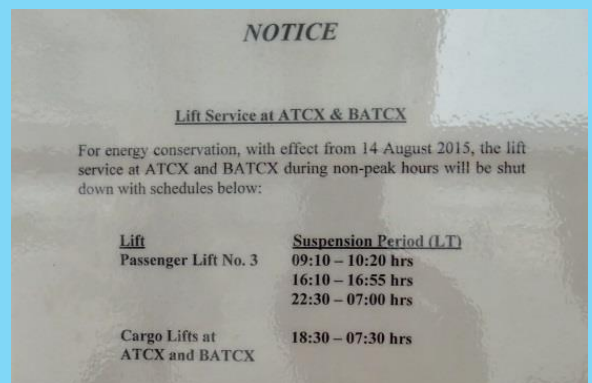 NOTICE
Lift Service at ATCX & BATCX
For energy conservation, with effect from 14 August 2015, the lift
service at ATCX and BATCX during non-peak hours will be shut
down with schedules below:
Lift Suspension Period (LT)
Passenger Lift No. 3 09:10 – 10:20 hrs
16:10 – 16:55 hrs
22:30 – 07:00 hrs
Cargo Lifts at 18:30 – 07:30 hrs
ATCX and BATCX